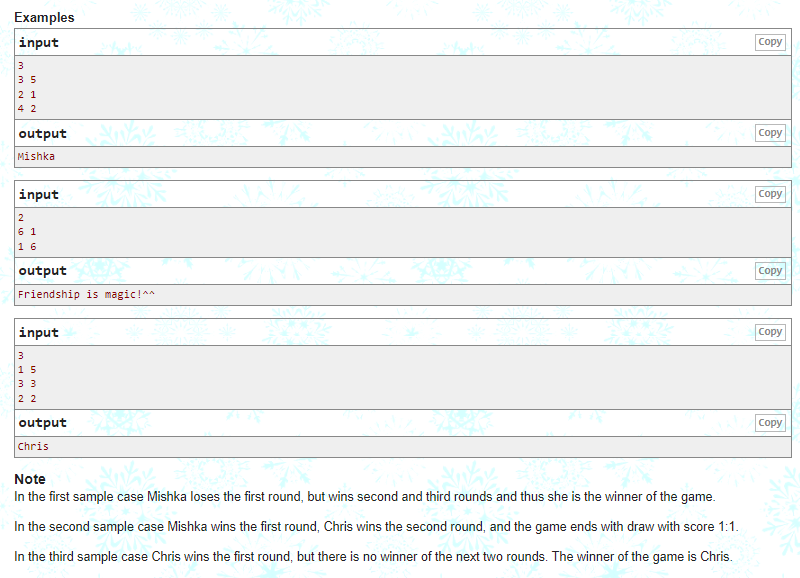 Examples
input
Copy
3
3 5
2 1
4 2
output
Copy
Mishka
input
Copy
2
6 1
1 6
output
Copy
Friendship is magic!^^
input
Copy
3
1 5
3 3
2 2
output
Copy
Chris
Note
In the first sample case Mishka loses the first round, but wins second and third rounds and thus she is the winner of the game.
In the second sample case Mishka wins the first round, Chris wins the second round, and the game ends with draw with score 1:1.
In the third sample case Chris wins the first round, but there is no winner of the next two rounds. The winner of the game is Chris.